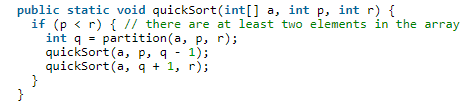 public static void quickSort(int[] a, int p, int r) {
  if (p < r) { // there are at least two elements in the array
    int q = partition(a, p, r);
    quickSort(a, p, q - 1);
    quickSort(a, q + 1, r);
  }
}